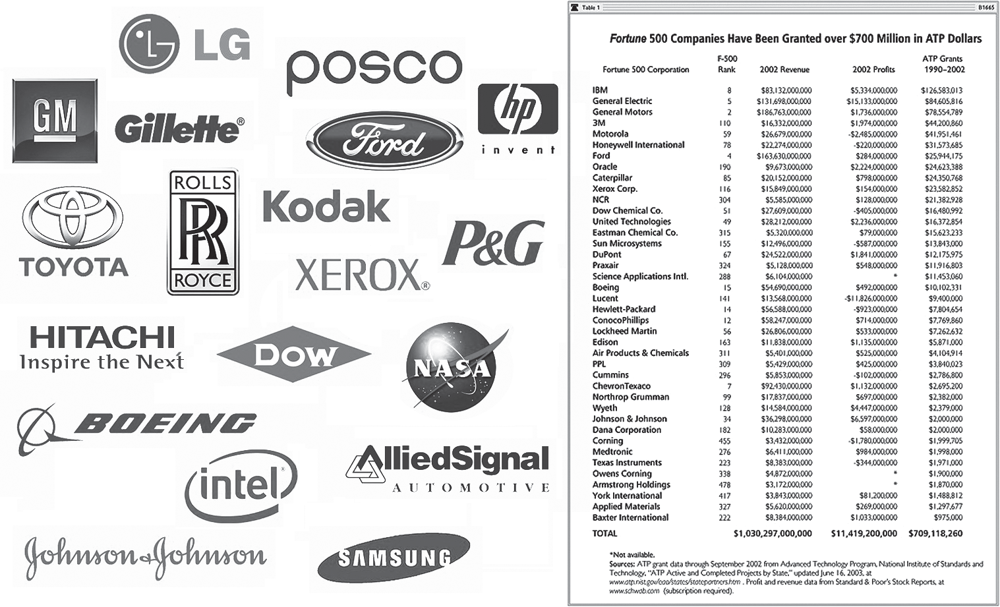 LG
posco
GM
Gillette®
Ford
hp
invent
ROLLS
RR
ROYCE
TOYOTA
Kodak
P&G
XEROX®
HITACHI
Inspire the Next
Dow
NASA
BOEING
intel®
AlliedSignal
AUTOMOTIVE
Johnson & Johnson
SAMSUNG
Table 1 B1665
Fortune 500 Companies Have Been Granted over $700 Million in ATP Dollars
F-500 ATP Grants
Fortune 500 Corporation Rank 2002 Revenue 2002 Profits 1990–2002
IBM 8 $83,132,000,000 $5,334,000,000 $126,583,013
General Electric 5 $131,698,000,000 $15,133,000,000 $84,605,816
General Motors 2 $186,763,000,000 $1,736,000,000 $78,554,789
3M 110 $16,332,000,000 $1,974,000,000 $44,200,860
Motorola 59 $26,679,000,000 -$2,485,000,000 $41,951,461
Honeywell International 78 $22,274,000,000 -$220,000,000 $31,573,685
Ford 4 $163,630,000,000 $284,000,000 $25,944,175
Oracle 190 $9,673,000,000 $2,224,000,000 $24,623,388
Caterpillar 85 $20,152,000,000 $798,000,000 $24,350,768
Xerox Corp. 116 $15,849,000,000 $154,000,000 $23,582,852
NCR 304 $5,585,000,000 $128,000,000 $21,382,928
Dow Chemical Co. 51 $27,609,000,000 -$405,000,000 $16,480,992
United Technologies 49 $28,212,000,000 $2,236,000,000 $16,372,854
Eastman Chemical Co. 315 $5,320,000,000 $79,000,000 $15,623,233
Sun Microsystems 155 $12,496,000,000 -$587,000,000 $13,843,000
DuPont 67 $24,522,000,000 $1,841,000,000 $12,175,975
Praxair 324 $5,128,000,000 $548,000,000 $11,916,803
Science Applications Intl. 288 $6,104,000,000 * $11,453,060
Boeing 15 $54,690,000,000 $492,000,000 $10,102,331
Lucent 141 $13,568,000,000 -$11,826,000,000 $9,400,000
Hewlett-Packard 14 $56,588,000,000 -$923,000,000 $7,804,654
ConocoPhillips 12 $58,247,000,000 $714,000,000 $7,769,860
Lockheed Martin 56 $26,806,000,000 $533,000,000 $7,262,632
Edison 163 $11,838,000,000 $1,135,000,000 $5,871,000
Air Products & Chemicals 311 $5,401,000,000 $525,000,000 $4,104,914
PPL 309 $5,429,000,000 $425,000,000 $3,840,023
Cummins 296 $5,853,000,000 -$102,000,000 $2,786,800
ChevronTexaco 7 $92,430,000,000 $1,132,000,000 $2,695,200
Northrop Grumman 99 $17,837,000,000 $697,000,000 $2,382,000
Wyeth 128 $14,584,000,000 $4,447,000,000 $2,379,000
Johnson & Johnson 34 $36,298,000,000 $6,597,000,000 $2,000,000
Dana Corporation 182 $10,283,000,000 $58,000,000 $2,000,000
Corning 455 $3,432,000,000 -$1,780,000,000 $1,999,705
Medtronic 276 $6,411,000,000 $984,000,000 $1,998,000
Texas Instruments 223 $8,383,000,000 -$344,000,000 $1,971,000
Owens Corning 338 $4,872,000,000 * $1,900,000
Armstrong Holdings 478 $3,172,000,000 * $1,870,000
York International 417 $3,843,000,000 $81,200,000 $1,488,812
Applied Materials 327 $5,620,000,000 $269,000,000 $1,297,677
Baxter International 222 $8,384,000,000 $1,033,000,000 $975,000
TOTAL $1,030,297,000,000 $11,419,200,000 $709,118,260
*Not available.
Sources: ATP grant data through September 2002 from Advanced Technology Program, National Institute of Standards and
Technology, “ATP Active and Completed Projects by State,” updated June 16, 2003, at
www.atp.nist.gov/eao/states/statepartners.htm . Profit and revenue data from Standard & Poor's Stock Reports, at
www.schwab.com (subscription required).